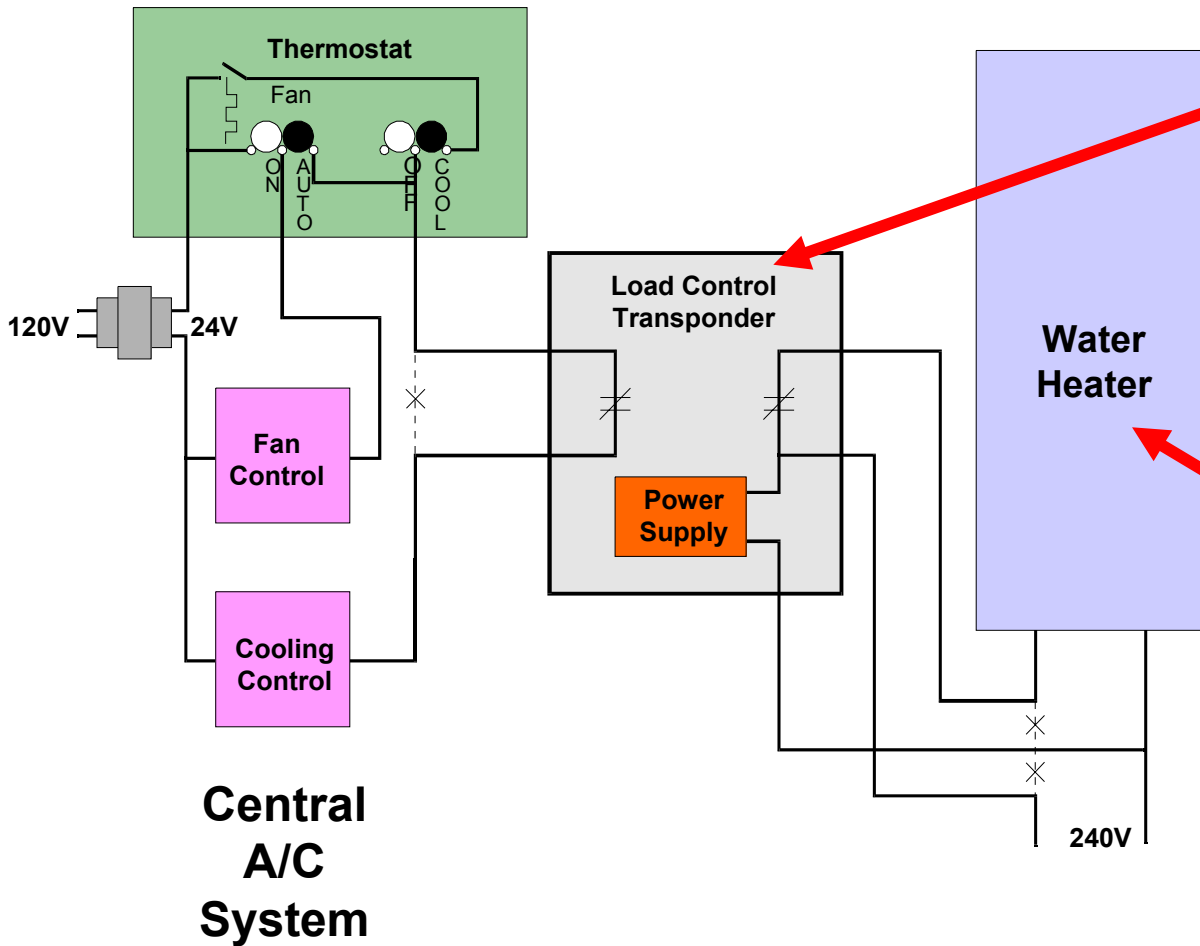 Thermostat
Fan
ON
AUTO
OFF
COOL
120V
24V
Load Control
Transponder
Water
Heater
Fan
Control
Power
Supply
Cooling
Control
240V
Central
A/C
System